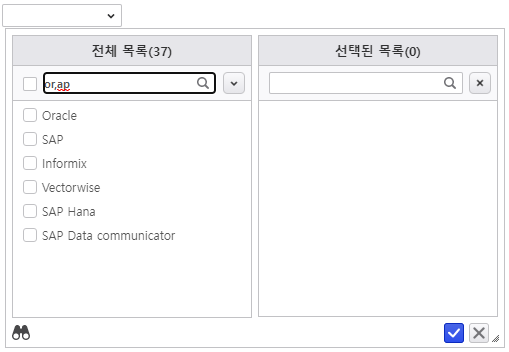 전체 목록(37)
선택된 목록(0)
or,ap
Oracle
SAP
Informix
Vectorwise
SAP Hana
SAP Data communicator